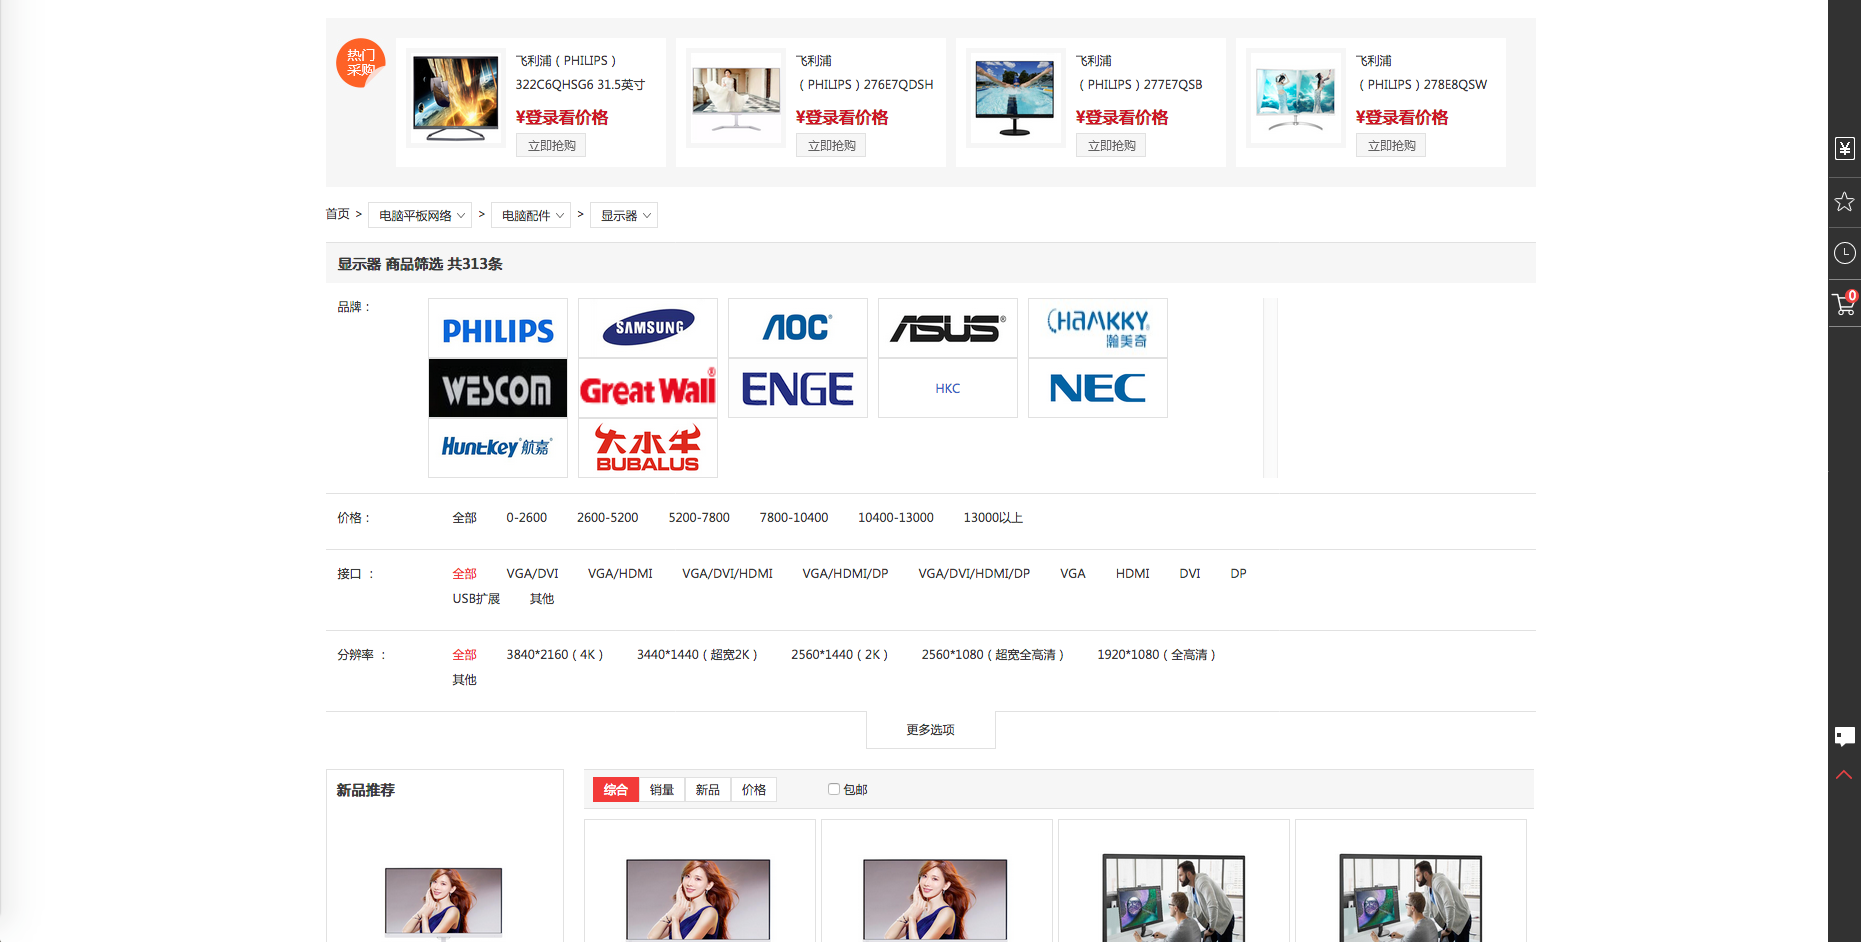 热门
采购
飞利浦（PHILIPS）
322C6QHSG6 31.5英寸
¥登录看价格
立即抢购
飞利浦
（PHILIPS）276E7QDSH
¥登录看价格
立即抢购
飞利浦
（PHILIPS）277E7QSB
¥登录看价格
立即抢购
飞利浦
（PHILIPS）278E8QSW
¥登录看价格
立即抢购
首页 > 电脑平板网络 > 电脑配件 > 显示器
显示器 商品筛选 共313条
品牌：
PHILIPS SAMSUNG AOC ASUS CHAMKKY
瀚美奇
WESCOM Great Wall ENGE HKC NEC
Huntkey 航嘉 大水牛
BUBALUS
价格： 全部 0-2600 2600-5200 5200-7800 7800-10400 10400-13000 13000以上
接口 ： 全部 VGA/DVI VGA/HDMI VGA/DVI/HDMI VGA/HDMI/DP VGA/DVI/HDMI/DP VGA HDMI DVI DP
USB扩展 其他
分辨率 ： 全部 3840*2160（4K） 3440*1440（超宽2K） 2560*1440（2K） 2560*1080（超宽全高清） 1920*1080（全高清）
其他
更多选项
新品推荐
综合 销量 新品 价格 包邮
¥
0